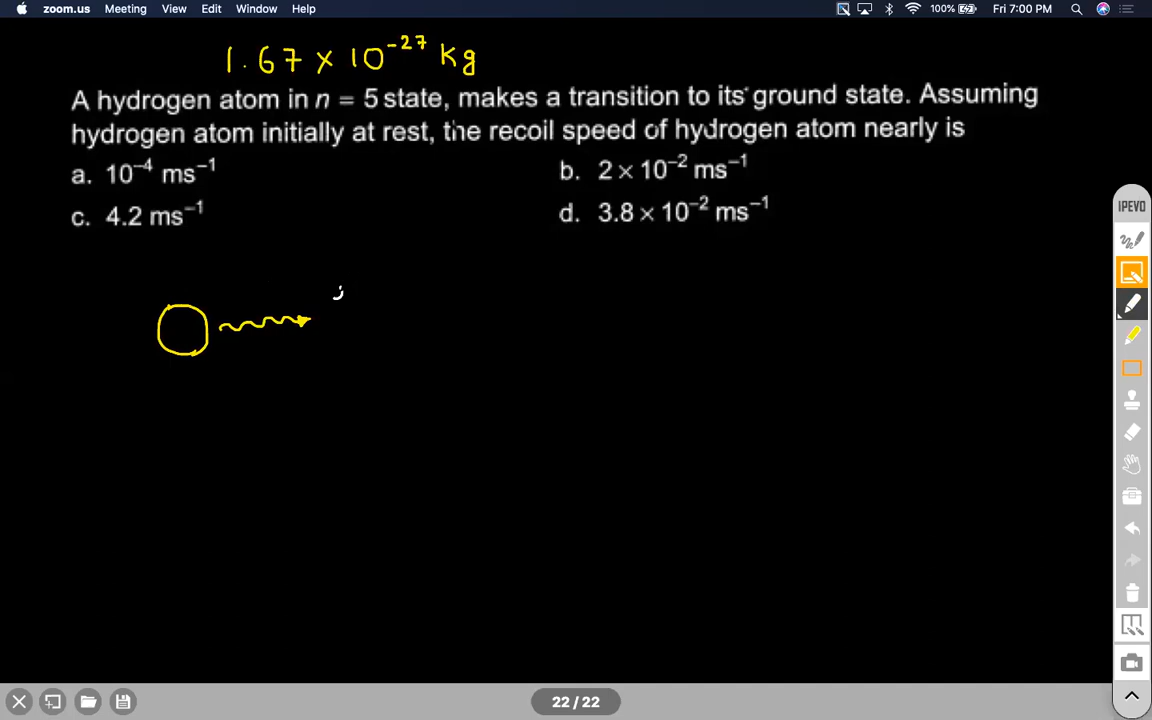 zoom.us Meeting View Edit Window Help 100% Fri 7:00 PM
1.67 × 10⁻²⁷ kg
A hydrogen atom in n = 5 state, makes a transition to its ground state. Assuming
hydrogen atom initially at rest, the recoil speed of hydrogen atom nearly is
a. 10⁻⁴ ms⁻¹ b. 2 × 10⁻² ms⁻¹
c. 4.2 ms⁻¹ d. 3.8 × 10⁻² ms⁻¹
IPEVO
22 / 22